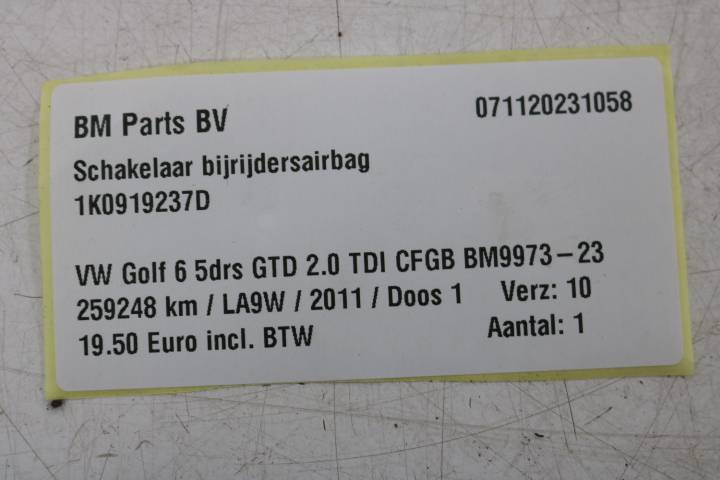 BM Parts BV 071120231058
Schakelaar bijrijdersairbag
1K0919237D
VW Golf 6 5drs GTD 2.0 TDI CFGB BM9973-23
259248 km / LA9W / 2011 / Doos 1 Verz: 10
19.50 Euro incl. BTW Aantal: 1